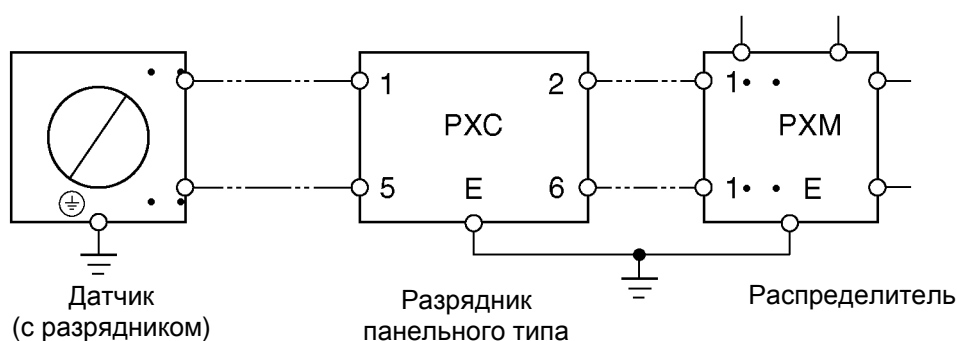 1
2
1
PXC
PXM
5
E
6
1
E
Датчик
(с разрядником)
Разрядник
панельного типа
Распределитель